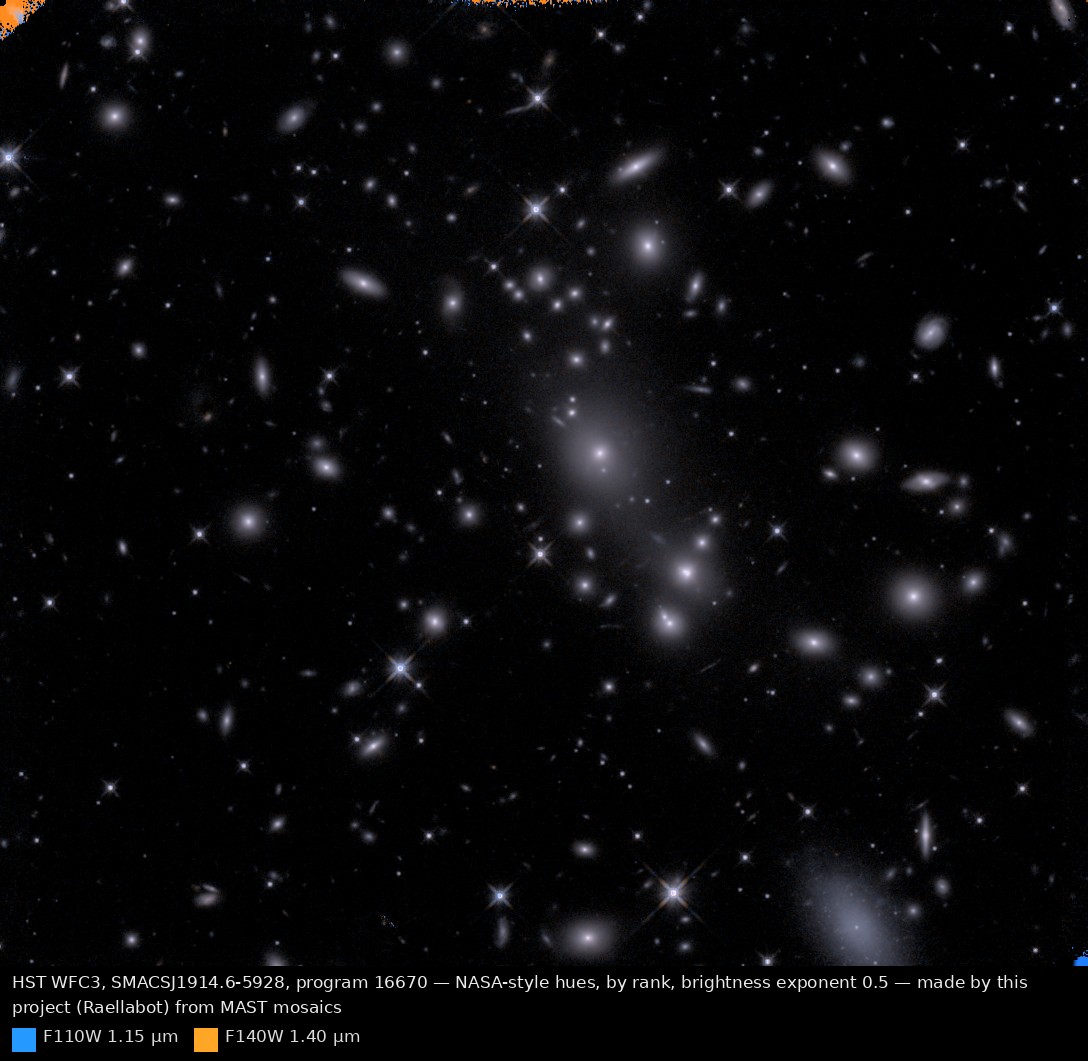 HST WFC3, SMACSJ1914.6-5928, program 16670 — NASA-style hues, by rank, brightness exponent 0.5 — made by this
project (Raellabot) from MAST mosaics
F110W 1.15 µm F140W 1.40 µm